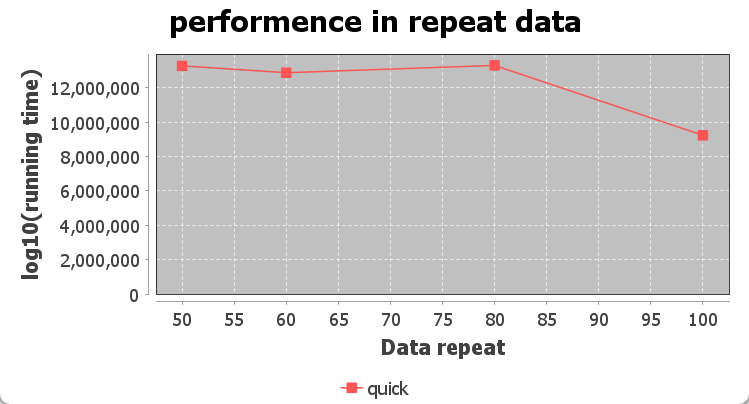 performence in repeat data
log10(running time)
12,000,000
10,000,000
8,000,000
6,000,000
4,000,000
2,000,000
0
50 55 60 65 70 75 80 85 90 95 100
Data repeat
quick